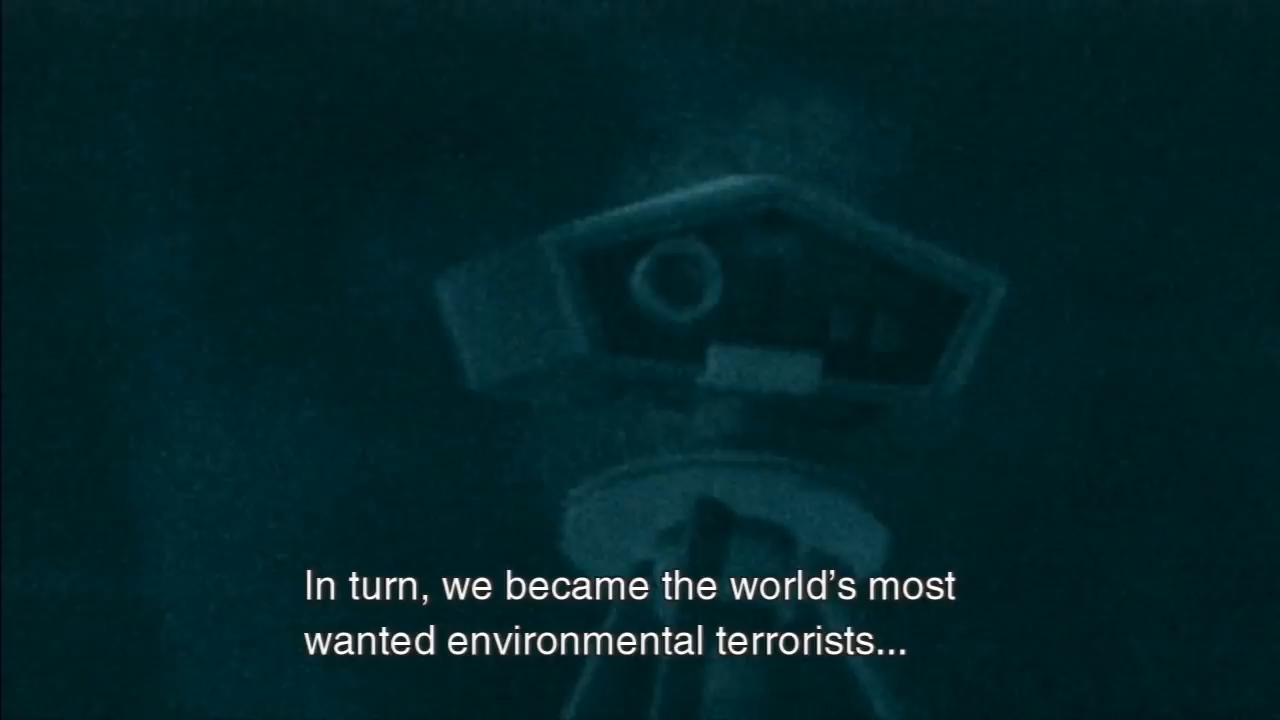 In turn, we became the world’s most
wanted environmental terrorists...